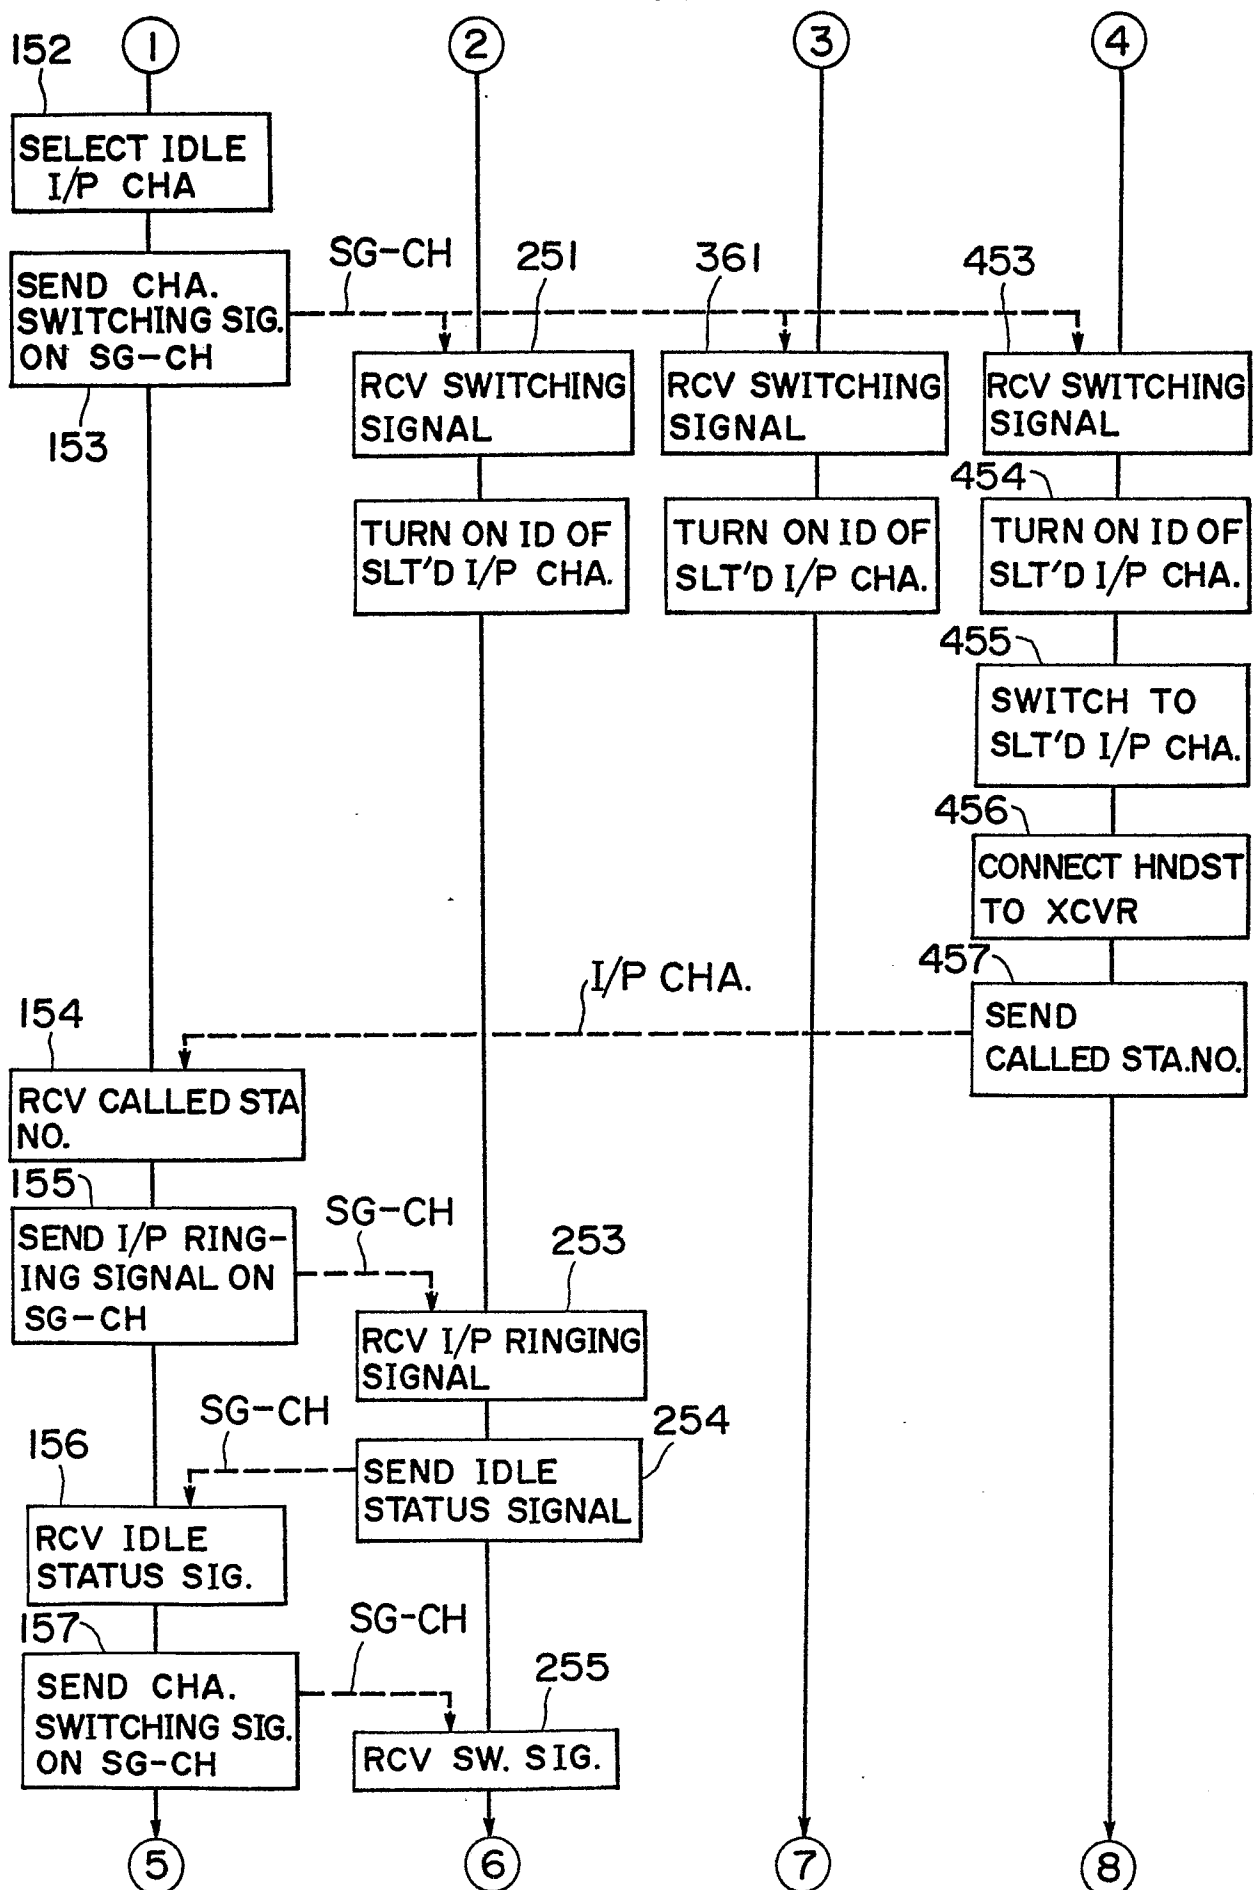 1
2
3
4
152
SELECT IDLE
I/P CHA
SEND CHA.
SWITCHING SIG.
ON SG-CH
153
SG-CH
251
361
453
RCV SWITCHING
SIGNAL
RCV SWITCHING
SIGNAL
RCV SWITCHING
SIGNAL
454
TURN ON ID OF
SLT'D I/P CHA.
TURN ON ID OF
SLT'D I/P CHA.
TURN ON ID OF
SLT'D I/P CHA.
455
SWITCH TO
SLT'D I/P CHA.
456
CONNECT HNDST
TO XCVR
457
SEND
CALLED STA.NO.
I/P CHA.
154
RCV CALLED STA
NO.
155
SEND I/P RING-
ING SIGNAL ON
SG-CH
SG-CH
253
RCV I/P RINGING
SIGNAL
254
SEND IDLE
STATUS SIGNAL
SG-CH
156
RCV IDLE
STATUS SIG.
157
SEND CHA.
SWITCHING SIG.
ON SG-CH
SG-CH
255
RCV SW. SIG.
5
6
7
8